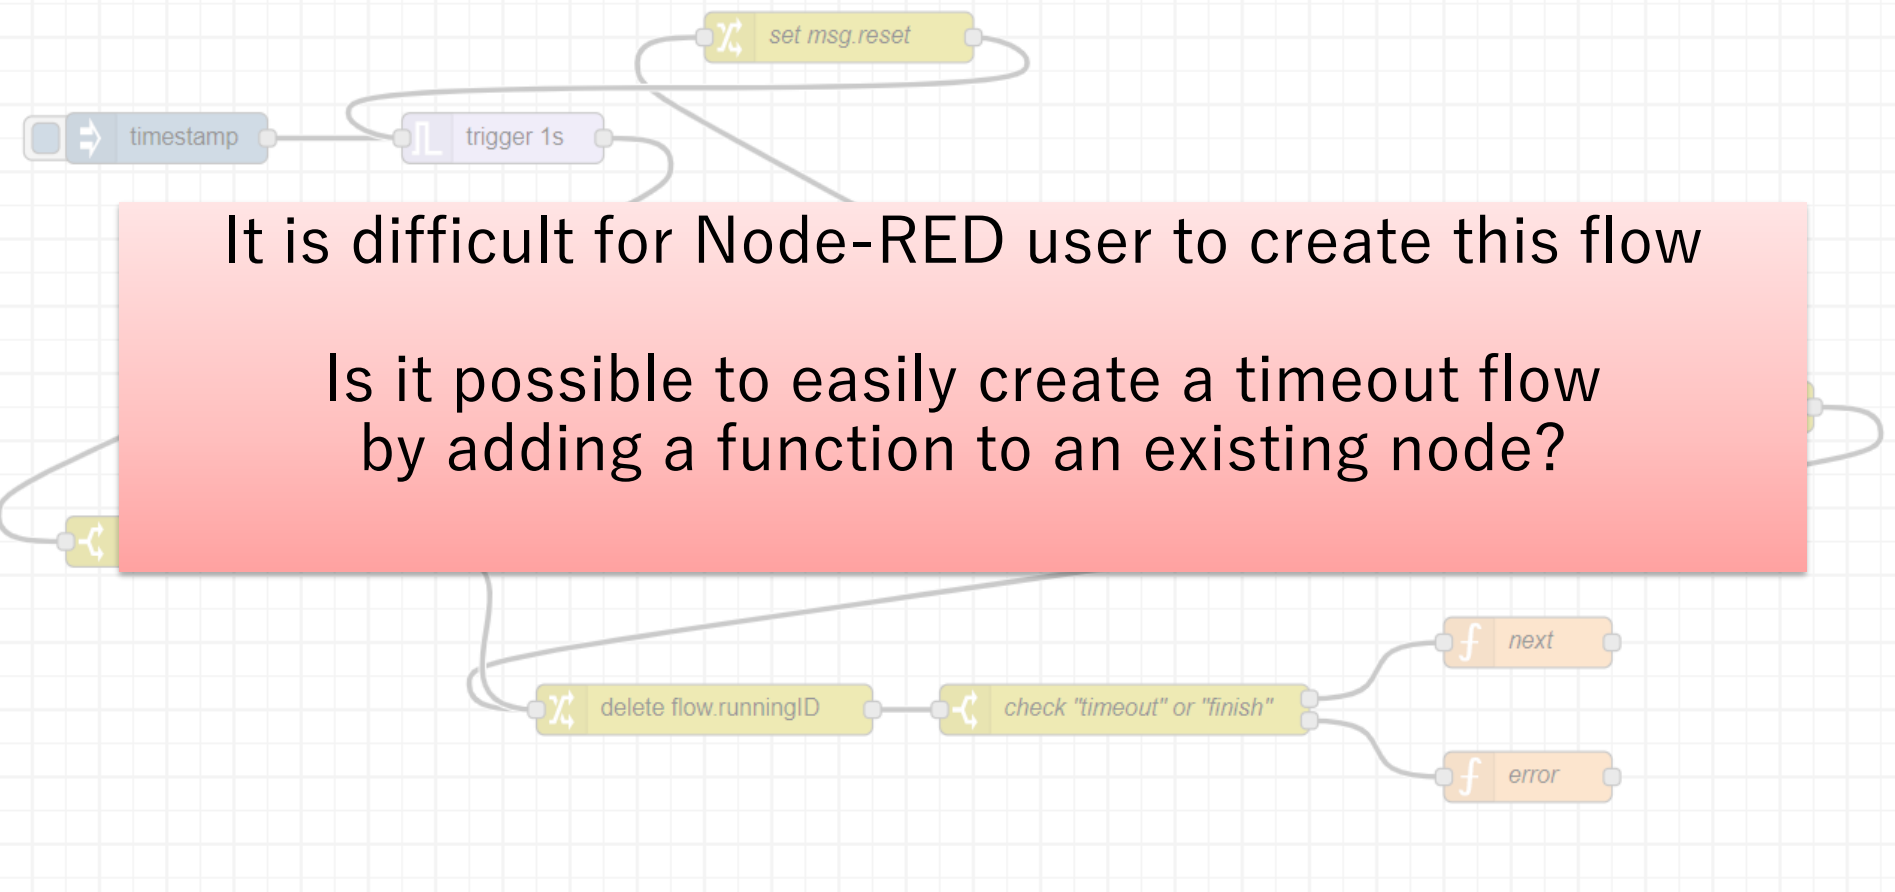 set msg.reset
timestamp
trigger 1s
It is difficult for Node-RED user to create this flow
Is it possible to easily create a timeout flow
by adding a function to an existing node?
next
delete flow.runningID
check "timeout" or "finish"
error